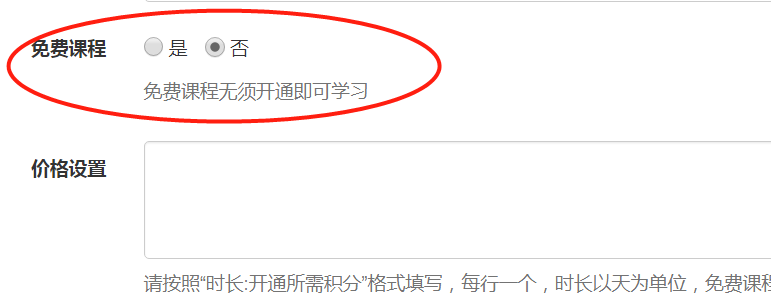 免费课程 是 否
免费课程无须开通即可学习
价格设置
请按照“时长:开通所需积分”格式填写，每行一个，时长以天为单位，免费课程